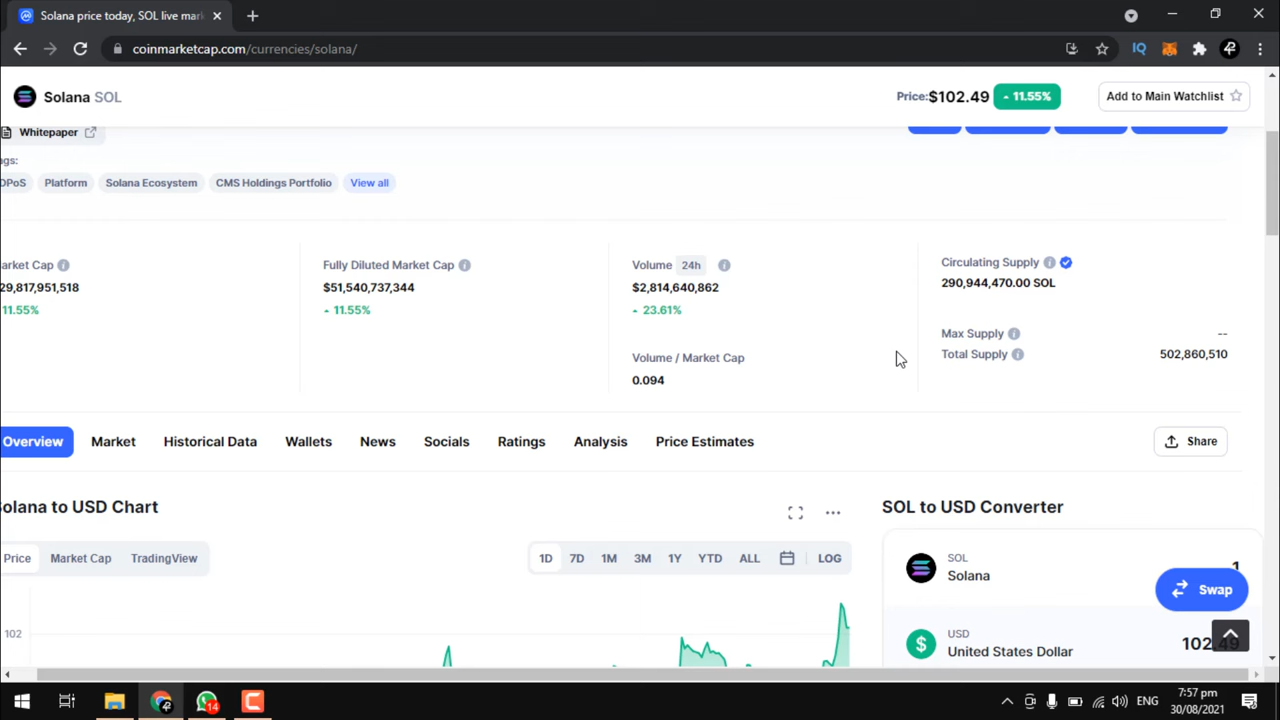 Solana price today, SOL live mar
coinmarketcap.com/currencies/solana/
IQ
Solana SOL
Price:$102.49 11.55%
Add to Main Watchlist
Whitepaper
gs:
DPoS Platform Solana Ecosystem CMS Holdings Portfolio View all
arket Cap
29,817,951,518
11.55%
Fully Diluted Market Cap
$51,540,737,344
11.55%
Volume 24h
$2,814,640,862
23.61%
Volume / Market Cap
0.094
Circulating Supply
290,944,470.00 SOL
Max Supply --
Total Supply 502,860,510
Overview Market Historical Data Wallets News Socials Ratings Analysis Price Estimates
Share
Solana to USD Chart
Price Market Cap TradingView
1D 7D 1M 3M 1Y YTD ALL LOG
102
SOL to USD Converter
SOL
Solana
1
Swap
USD
United States Dollar
102.49
14
ENG
7:57 pm
30/08/2021